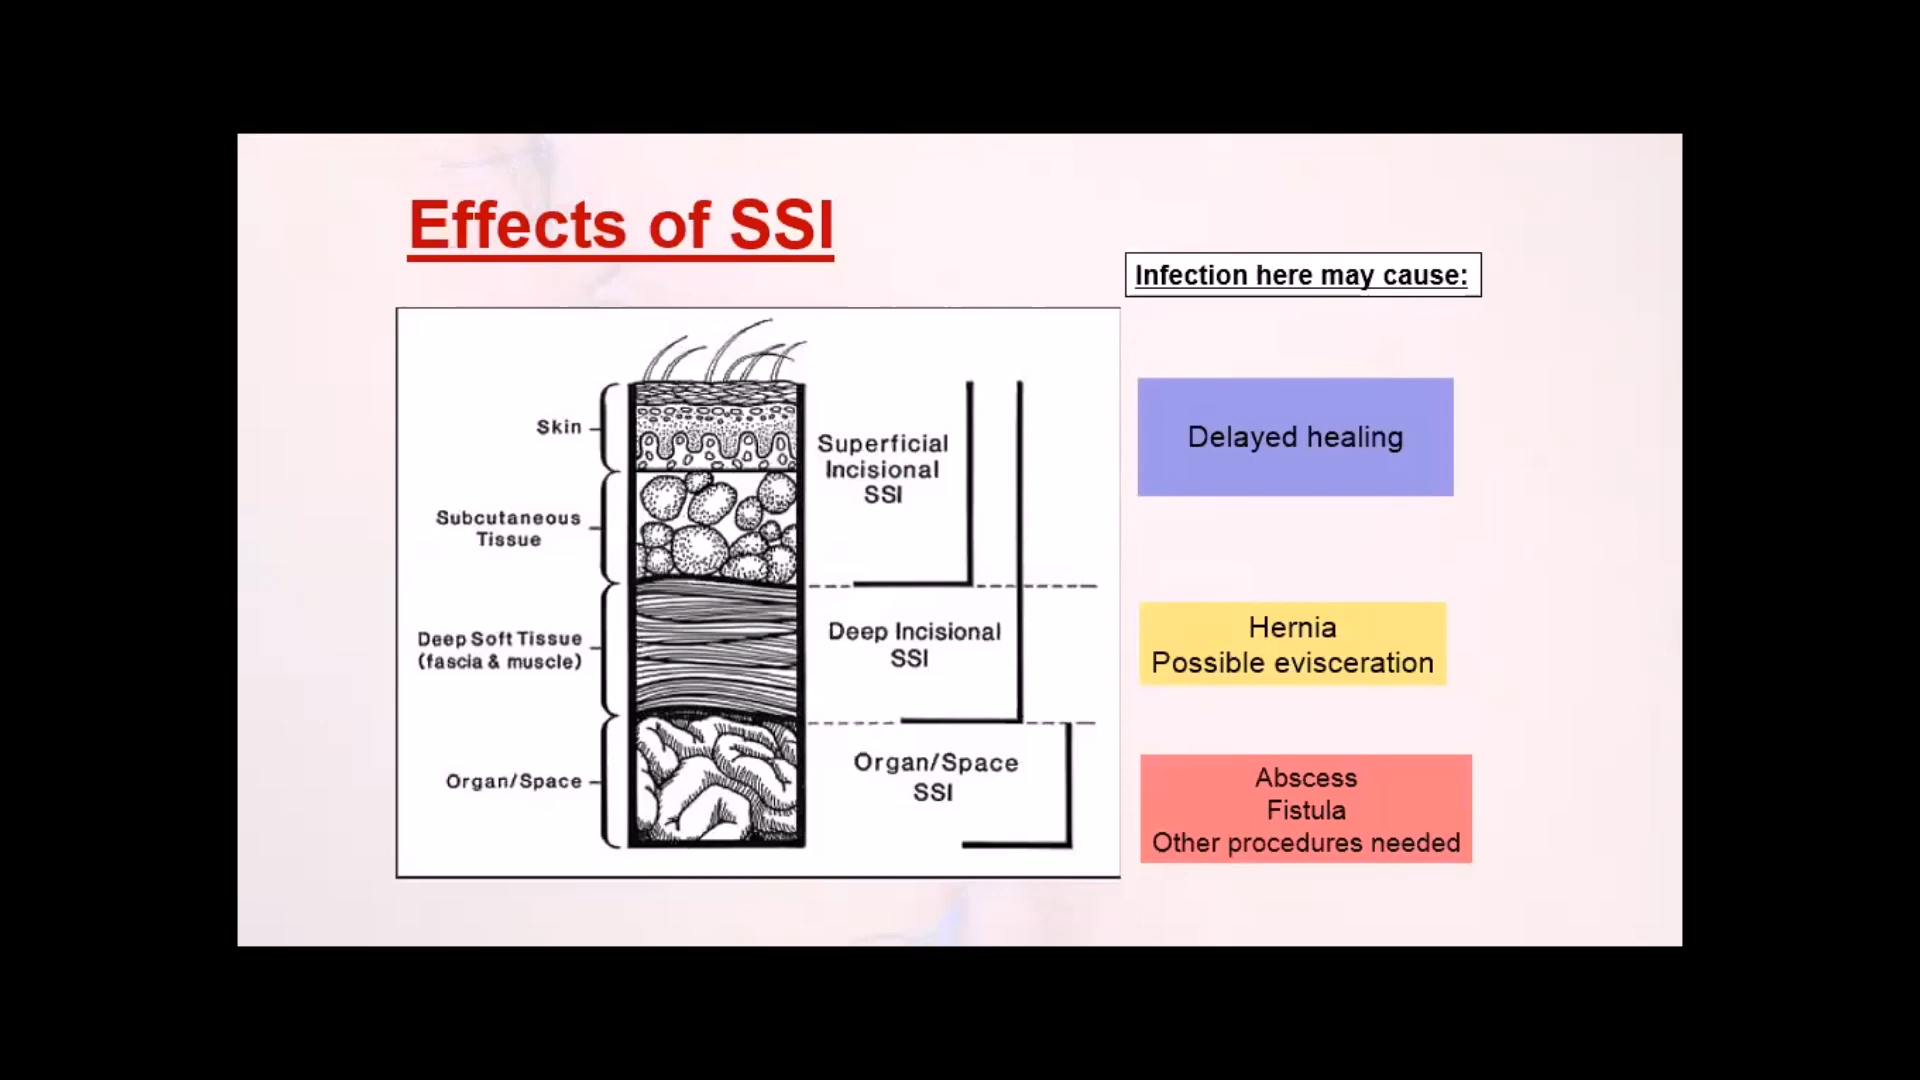 Effects of SSI
Infection here may cause:
Skin
Subcutaneous
Tissue
Deep Soft Tissue
(fascia & muscle)
Organ/Space
Superficial
Incisional
SSI
Deep Incisional
SSI
Organ/Space
SSI
Delayed healing
Hernia
Possible evisceration
Abscess
Fistula
Other procedures needed